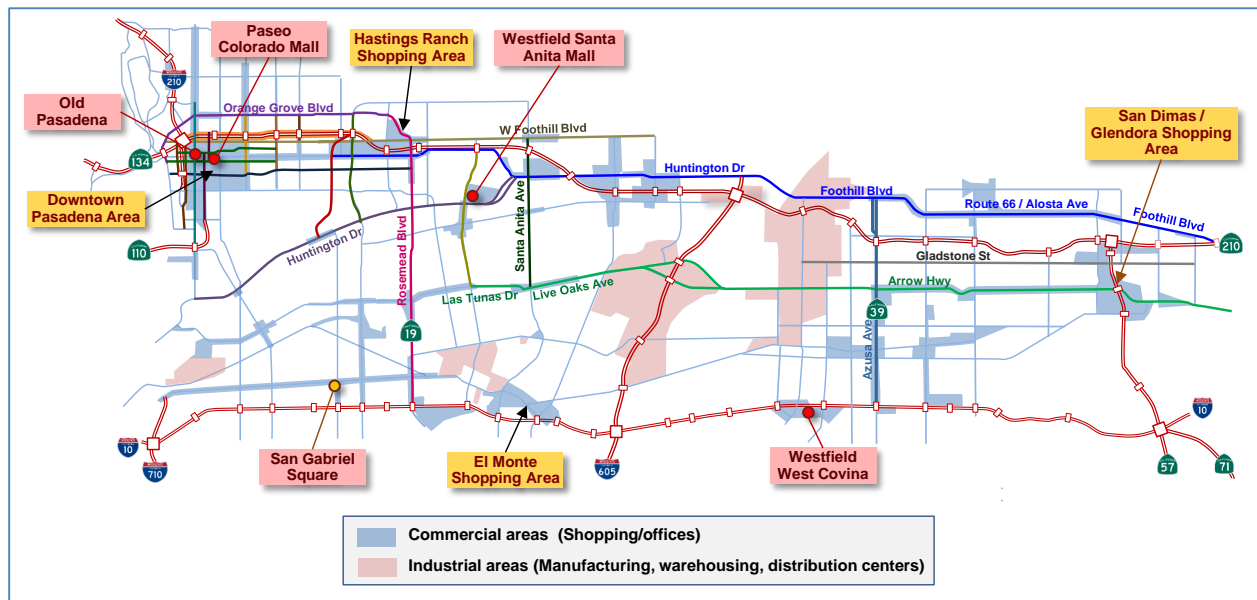 Paseo
Colorado Mall
Hastings Ranch
Shopping Area
Westfield Santa
Anita Mall
210
Old
Pasadena
Orange Grove Blvd
W Foothill Blvd
San Dimas /
Glendora Shopping
Area
134
Huntington Dr
Foothill Blvd
Route 66 / Alosta Ave
Foothill Blvd
Downtown
Pasadena Area
110
Huntington Dr
Rosemead Blvd
Santa Anita Ave
210
Gladstone St
Las Tunas Dr
Live Oaks Ave
Arrow Hwy
19
39
Azusa Ave
10
710
San Gabriel
Square
El Monte
Shopping Area
605
Westfield
West Covina
10
57
71
Commercial areas (Shopping/offices)
Industrial areas (Manufacturing, warehousing, distribution centers)